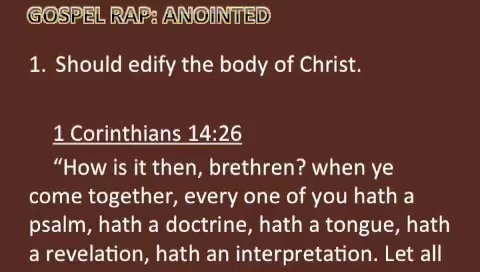 GOSPEL RAP: ANOINTED
1. Should edify the body of Christ.
1 Corinthians 14:26
“How is it then, brethren? when ye
come together, every one of you hath a
psalm, hath a doctrine, hath a tongue, hath
a revelation, hath an interpretation. Let all